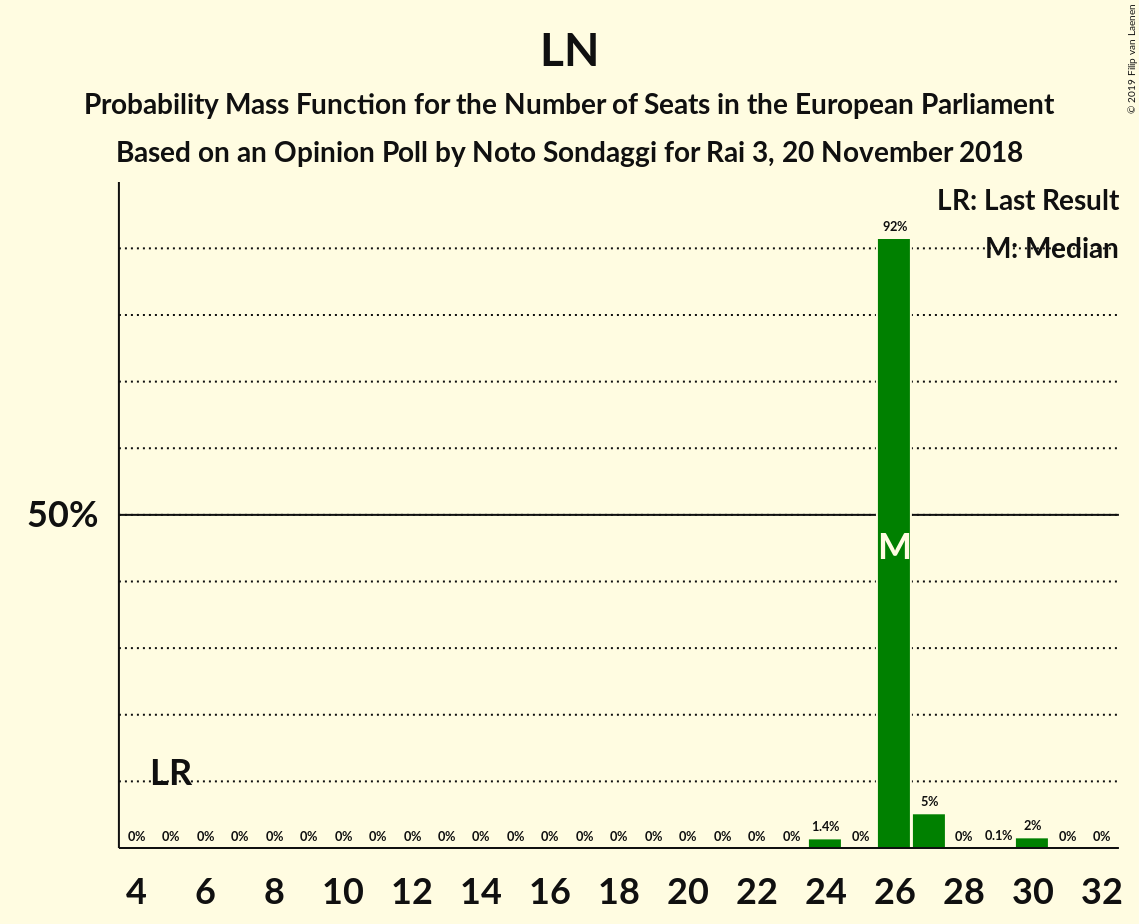 LN
Probability Mass Function for the Number of Seats in the European Parliament
Based on an Opinion Poll by Noto Sondaggi for Rai 3, 20 November 2018
© 2019 Filip van Laenen
LR: Last Result
M: Median
92%
50%
M
LR
0% 0% 0% 0% 0% 0% 0% 0% 0% 0% 0% 0% 0% 0% 0% 0% 0% 0% 0% 0% 1.4% 0% 5% 0% 0.1% 2% 0% 0%
4 6 8 10 12 14 16 18 20 22 24 26 28 30 32